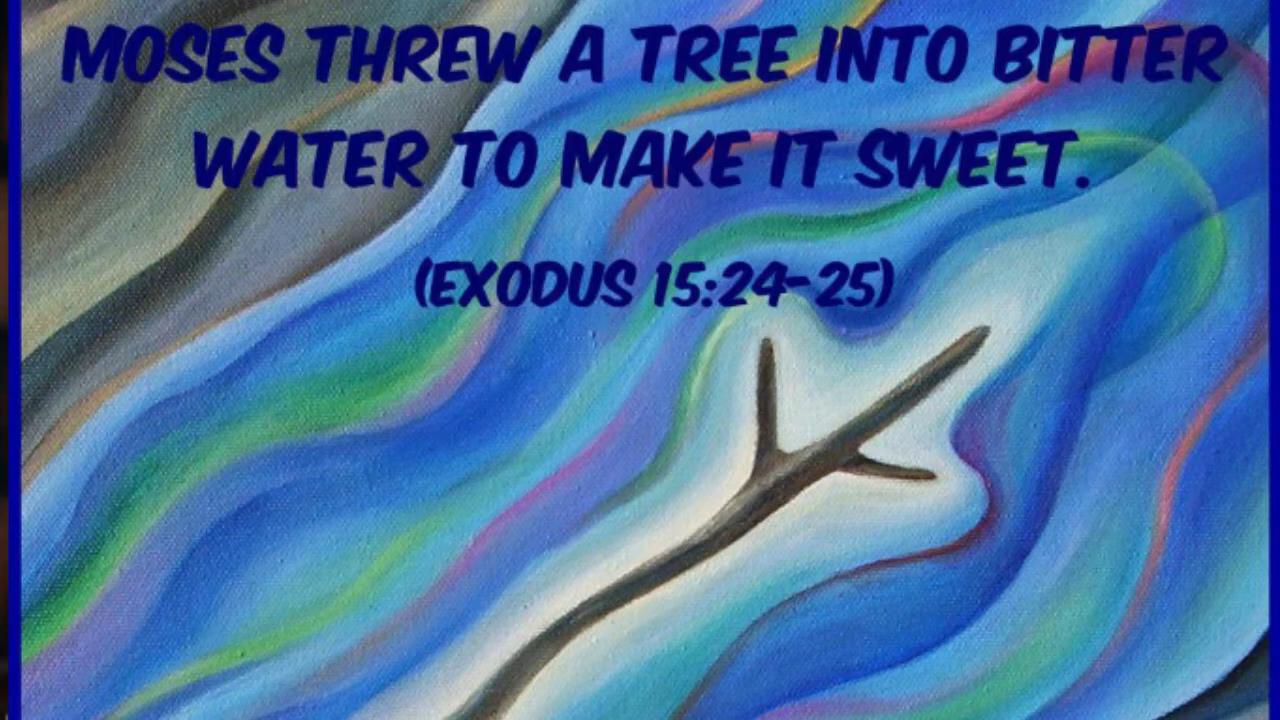 MOSES THREW A TREE INTO BITTER
WATER TO MAKE IT SWEET.
(EXODUS 15:24-25)